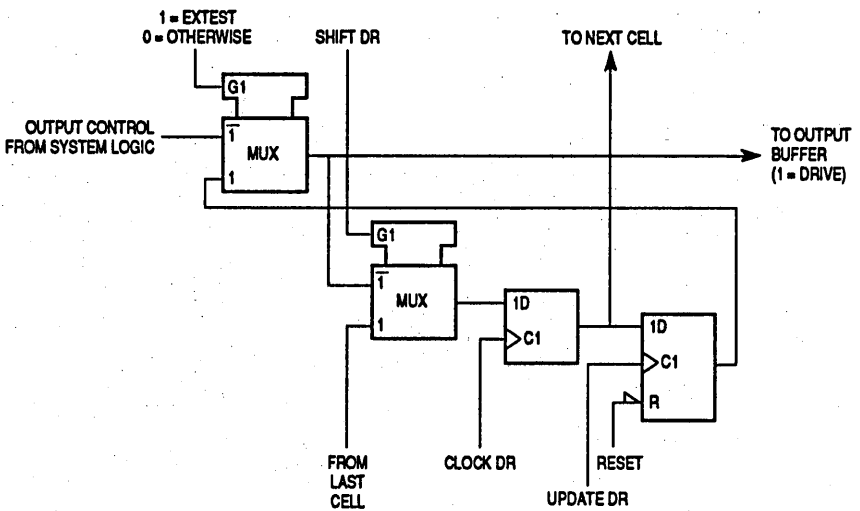 1 = EXTEST
0 = OTHERWISE
SHIFT DR
TO NEXT CELL
G1
OUTPUT CONTROL
FROM SYSTEM LOGIC
1
MUX
1
TO OUTPUT
BUFFER
(1 = DRIVE)
G1
1
MUX
1
1D
C1
1D
C1
R
FROM
LAST
CELL
CLOCK DR
RESET
UPDATE DR